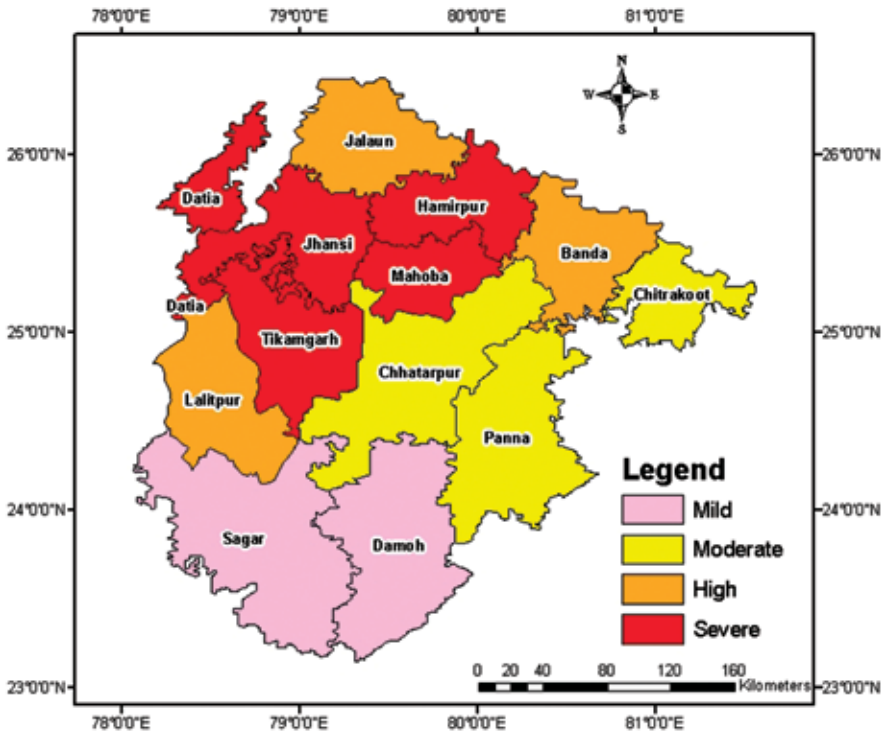 78°0'0"E 79°0'0"E 80°0'0"E 81°0'0"E
N
W E
S
26°0'0"N 26°0'0"N
Jalaun
Datia
Hamirpur
Jhansi
Banda
Mahoba
Chitrakoot
Datia
25°0'0"N 25°0'0"N
Tikamgarh
Chhatarpur
Lalitpur
Panna
Legend
24°0'0"N 24°0'0"N
Mild
Sagar
Damoh
Moderate
High
Severe
0 20 40 80 120 160
Kilometers
23°0'0"N 23°0'0"N
78°0'0"E 79°0'0"E 80°0'0"E 81°0'0"E